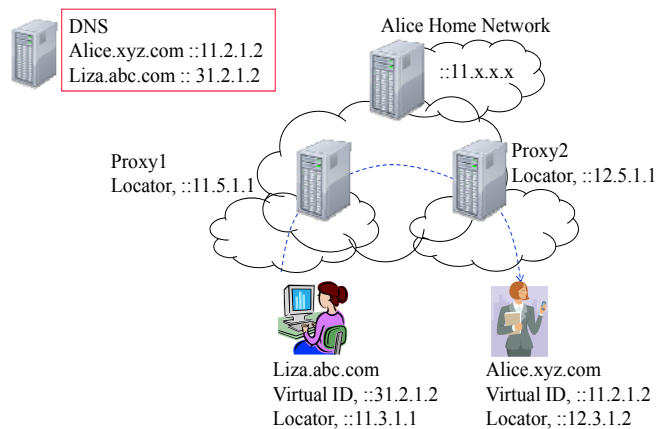 DNS
Alice.xyz.com ::11.2.1.2
Liza.abc.com :: 31.2.1.2
Alice Home Network
::11.x.x.x
Proxy1
Locator, ::11.5.1.1
Proxy2
Locator, ::12.5.1.1
Liza.abc.com
Virtual ID, ::31.2.1.2
Locator, ::11.3.1.1
Alice.xyz.com
Virtual ID, ::11.2.1.2
Locator, ::12.3.1.2